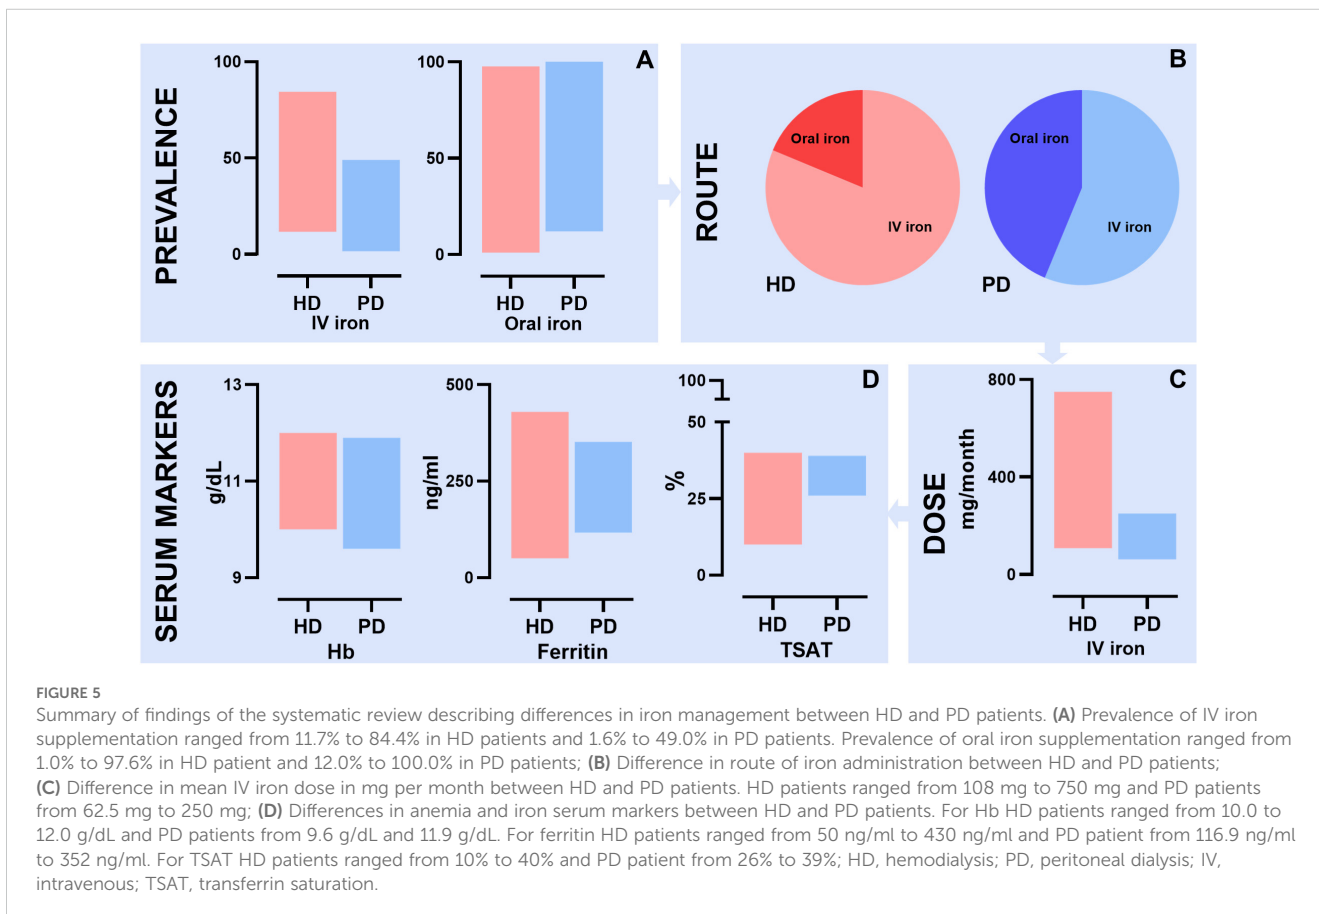 A
PREVALENCE
100
50
0
HD PD
IV iron
100
50
0
HD PD
Oral iron
B
ROUTE
Oral iron
IV iron
HD
Oral iron
IV iron
PD
D
SERUM MARKERS
13
11
9
g/dL
HD PD
Hb
500
250
0
ng/ml
HD PD
Ferritin
100
50
25
0
%
HD PD
TSAT
C
DOSE
mg/month
800
400
0
HD PD
IV iron
FIGURE 5
Summary of findings of the systematic review describing differences in iron management between HD and PD patients. (A) Prevalence of IV iron
supplementation ranged from 11.7% to 84.4% in HD patients and 1.6% to 49.0% in PD patients. Prevalence of oral iron supplementation ranged from
1.0% to 97.6% in HD patient and 12.0% to 100.0% in PD patients; (B) Difference in route of iron administration between HD and PD patients;
(C) Difference in mean IV iron dose in mg per month between HD and PD patients. HD patients ranged from 108 mg to 750 mg and PD patients
from 62.5 mg to 250 mg; (D) Differences in anemia and iron serum markers between HD and PD patients. For Hb HD patients ranged from 10.0 to
12.0 g/dL and PD patients from 9.6 g/dL and 11.9 g/dL. For ferritin HD patients ranged from 50 ng/ml to 430 ng/ml and PD patient from 116.9 ng/ml
to 352 ng/ml. For TSAT HD patients ranged from 10% to 40% and PD patient from 26% to 39%; HD, hemodialysis; PD, peritoneal dialysis; IV,
intravenous; TSAT, transferrin saturation.